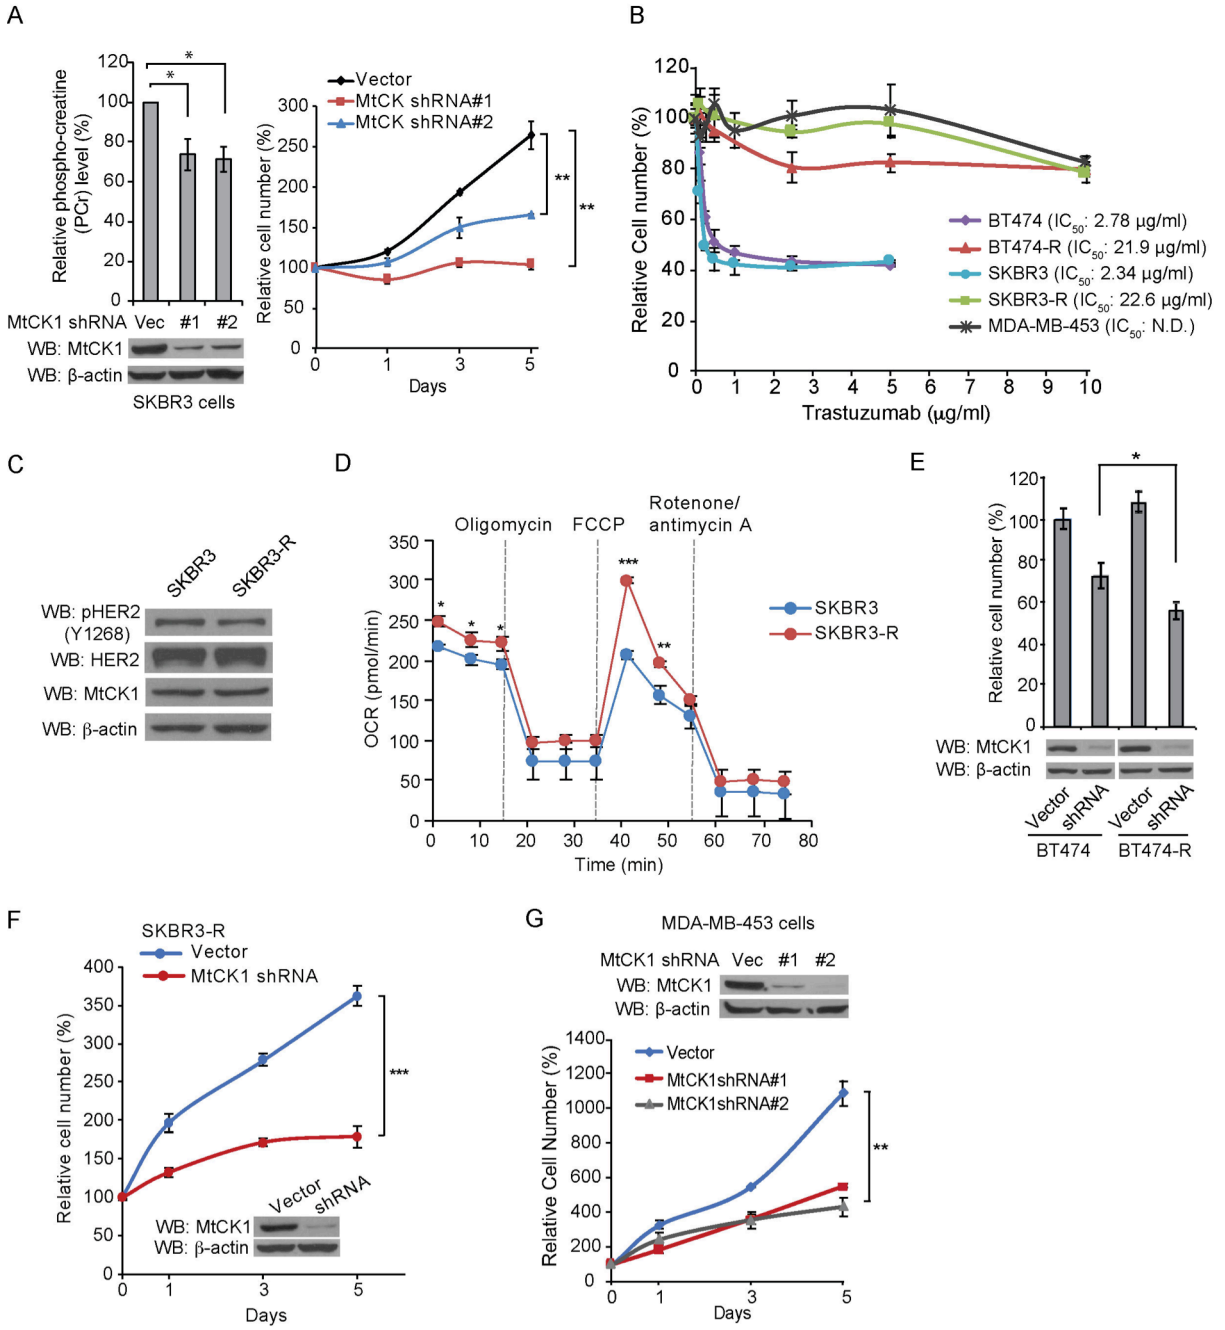 A
Relative phospho-creatine
(PCr) level (%)
120
100
80
60
40
20
0
*
*
MtCK1 shRNA Vec #1 #2
WB: MtCK1
WB: β-actin
SKBR3 cells
Vector
MtCK shRNA#1
MtCK shRNA#2
Relative cell number (%)
300
250
200
150
100
50
0
**
**
0 1 3 5
Days
B
Relative Cell number (%)
120
100
80
60
40
20
0
BT474 (IC50: 2.78 μg/ml)
BT474-R (IC50: 21.9 μg/ml)
SKBR3 (IC50: 2.34 μg/ml)
SKBR3-R (IC50: 22.6 μg/ml)
MDA-MB-453 (IC50: N.D.)
0 1 2 3 4 5 6 7 8 9 10
Trastuzumab (μg/ml)
C
SKBR3
SKBR3-R
WB: pHER2
(Y1268)
WB: HER2
WB: MtCK1
WB: β-actin
D
Oligomycin
FCCP
Rotenone/
antimycin A
OCR (pmol/min)
350
300
250
200
150
100
50
0
*
*
*
***
**
SKBR3
SKBR3-R
0 10 20 30 40 50 60 70 80
Time (min)
E
Relative cell number (%)
120
100
80
60
40
20
0
*
WB: MtCK1
WB: β-actin
Vector
shRNA
Vector
shRNA
BT474
BT474-R
F
SKBR3-R
Vector
MtCK1 shRNA
Relative cell number (%)
400
350
300
250
200
150
100
50
0
***
Vector
shRNA
WB: MtCK1
WB: β-actin
0 1 3 5
Days
G
MDA-MB-453 cells
MtCK1 shRNA Vec #1 #2
WB: MtCK1
WB: β-actin
Relative Cell Number (%)
1400
1200
1000
800
600
400
200
0
Vector
MtCK1shRNA#1
MtCK1shRNA#2
**
0 1 3 5
Days